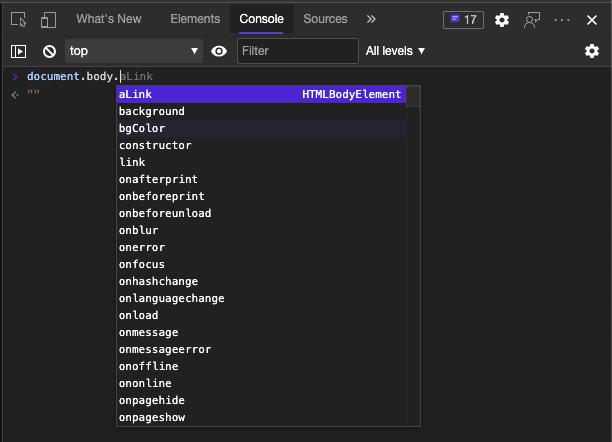 What's New Elements Console Sources » 17
top Filter All levels
> document.body.aLink
""
aLink HTMLBodyElement
background
bgColor
constructor
link
onafterprint
onbeforeprint
onbeforeunload
onblur
onerror
onfocus
onhashchange
onlanguagechange
onload
onmessage
onmessageerror
onoffline
ononline
onpagehide
onpageshow